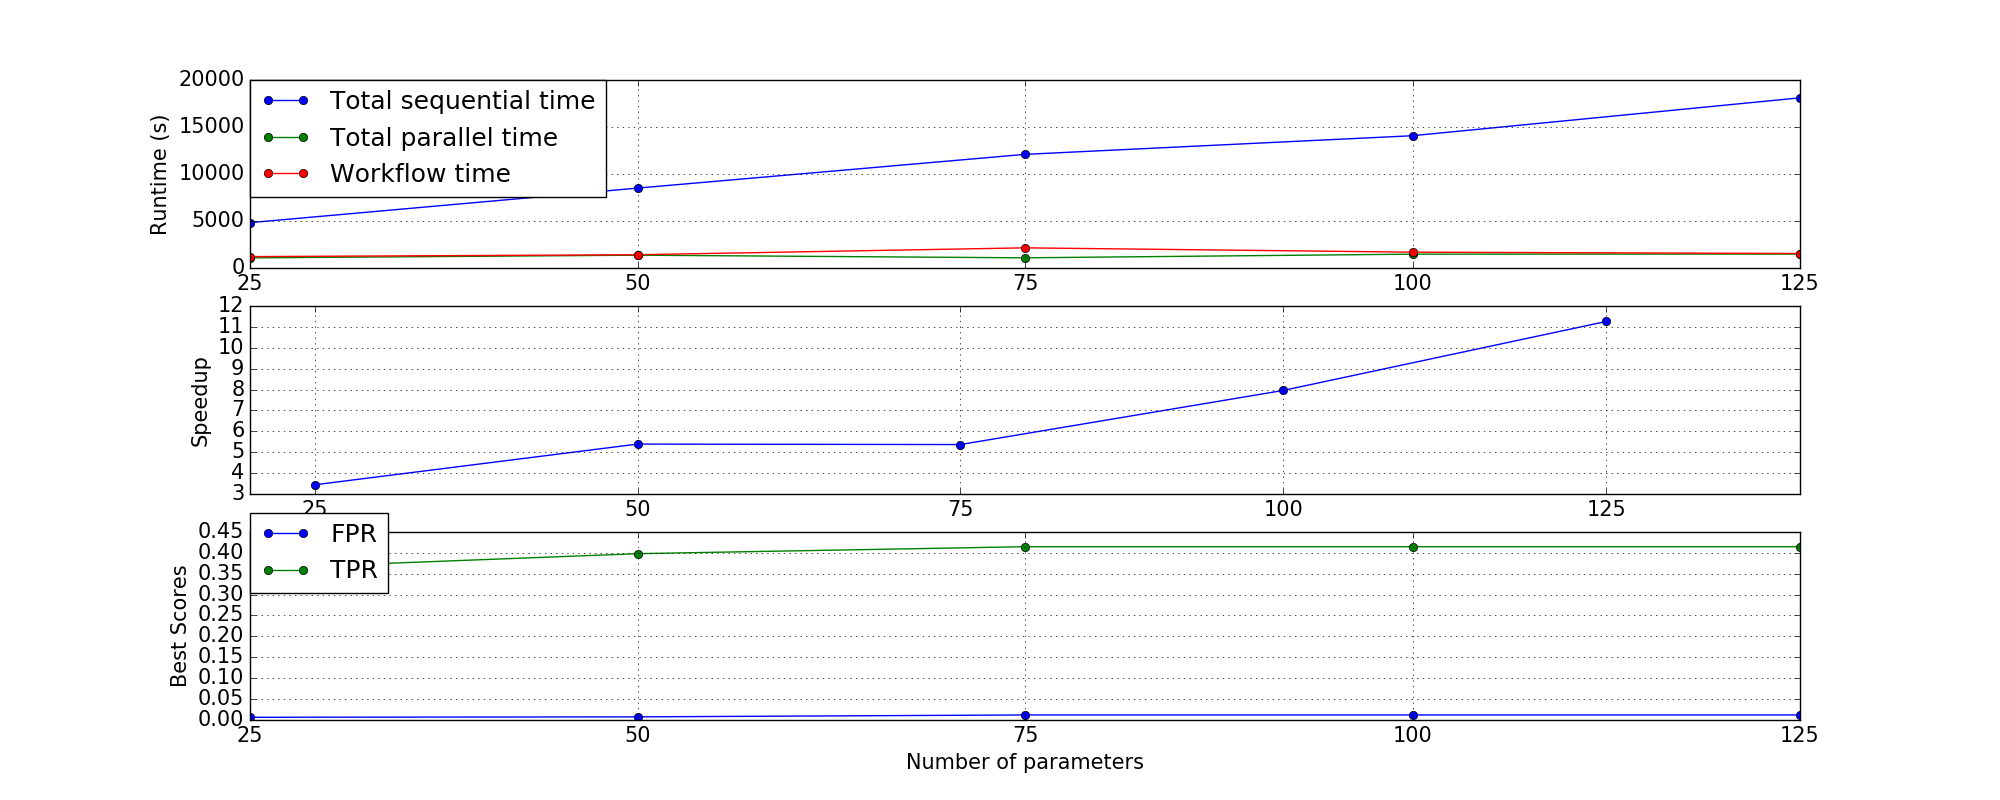 20000
15000
10000
5000
0
Runtime (s)
Total sequential time
Total parallel time
Workflow time
25 50 75 100 125
12
11
10
9
8
7
6
5
4
3
Speedup
25 50 75 100 125
0.45
0.40
0.35
0.30
0.25
0.20
0.15
0.10
0.05
0.00
Best Scores
FPR
TPR
25 50 75 100 125
Number of parameters